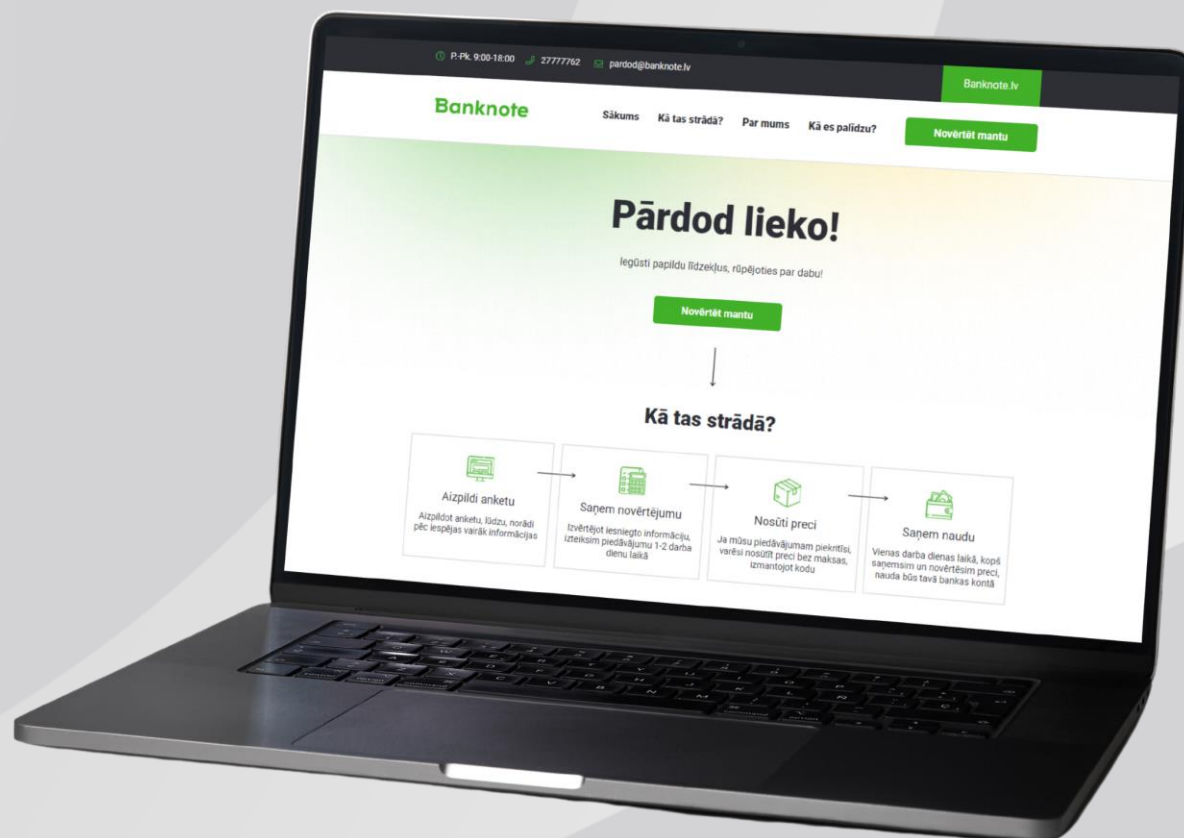 P.-Pk. 9:00-18:00 27777762 pardod@banknote.lv Banknote.lv
Banknote Sākums Kā tas strādā? Par mums Kā es palīdzu? Novērtēt mantu
Pārdod lieko!
Iegūsti papildu līdzekļus, rūpējoties par dabu!
Novērtēt mantu
Kā tas strādā?
Aizpildi anketu
Aizpildot anketu, lūdzu, norādi
pēc iespējas vairāk informācijas
Saņem novērtējumu
Izvērtējot iesniegto informāciju,
izteiksim piedāvājumu 1-2 darba
dienu laikā
Nosūti preci
Ja mūsu piedāvājumam piekritīsi,
varēsi nosūtīt preci bez maksas,
izmantojot kodu
Saņem naudu
Vienas darba dienas laikā, kopš
saņemsim un novērtēsim preci,
nauda būs tavā bankas kontā